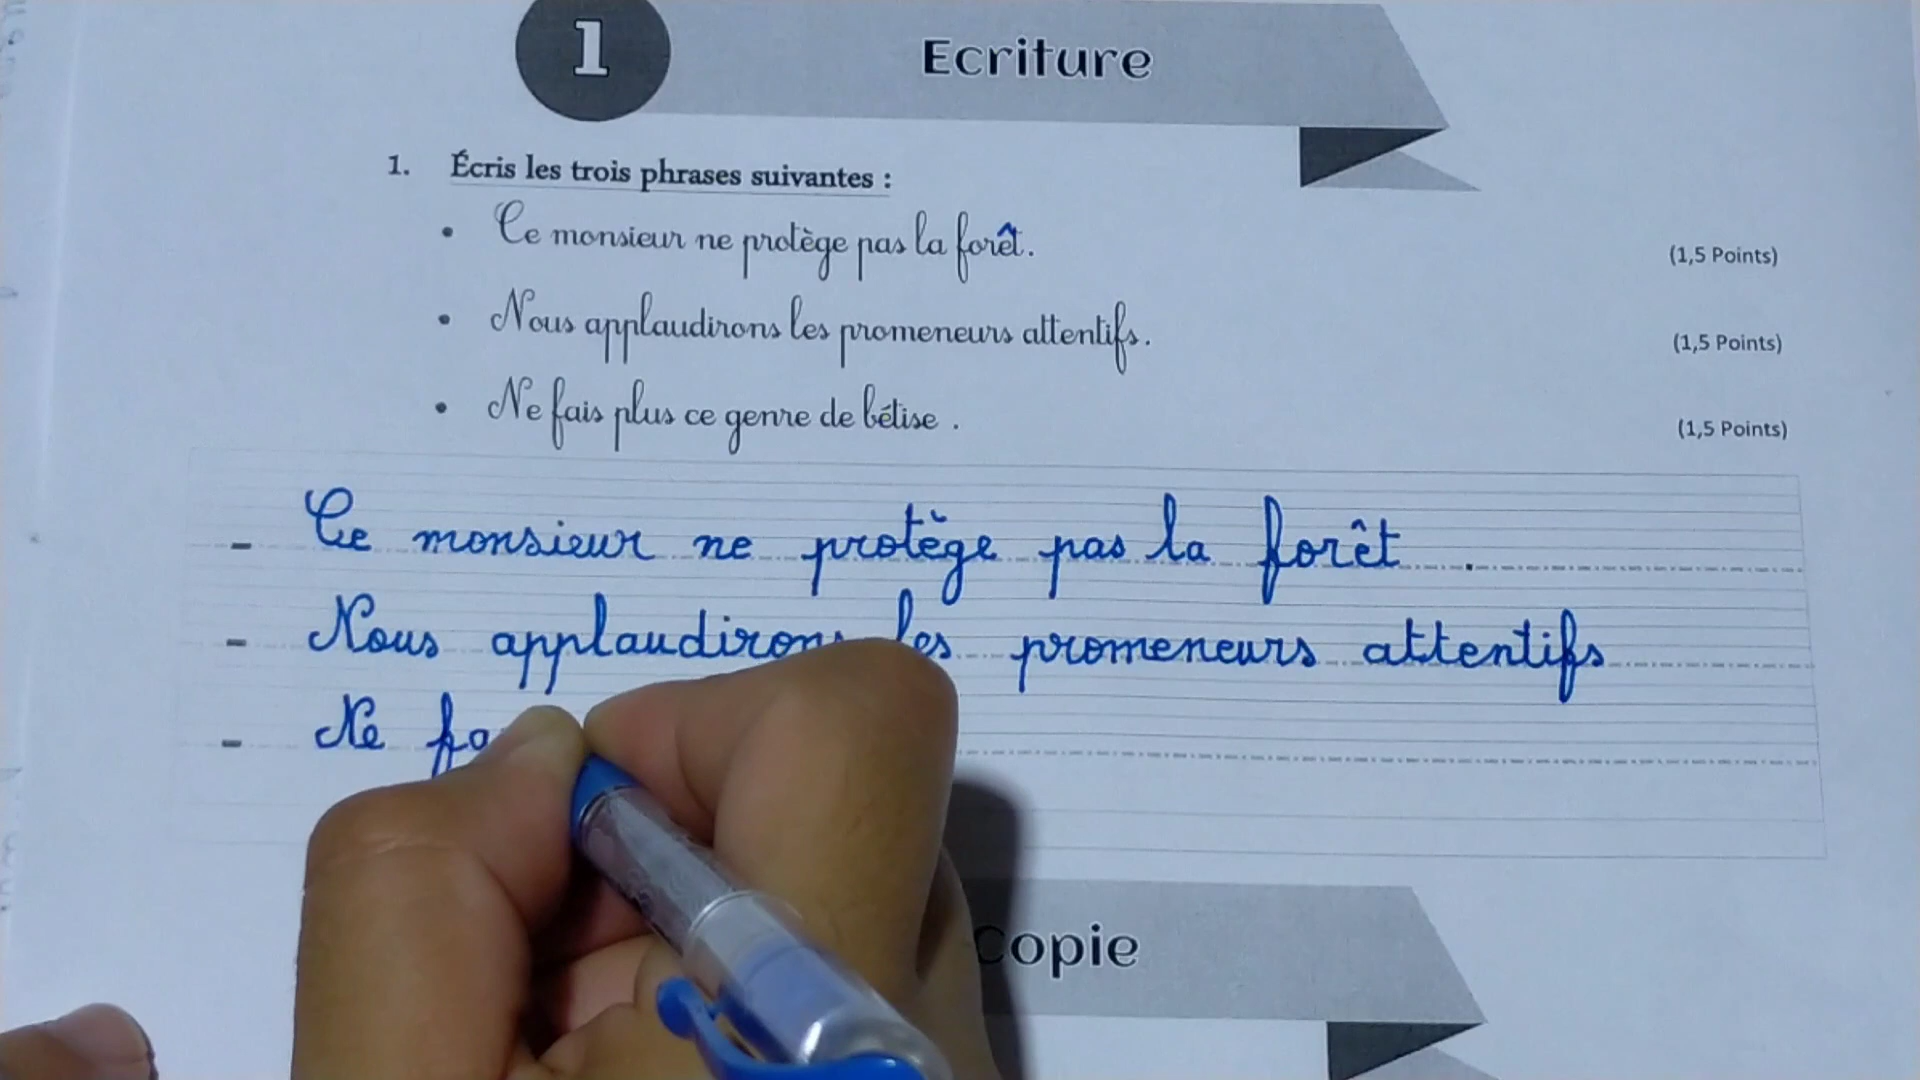 1
Ecriture
1. Écris les trois phrases suivantes :
• Ce monsieur ne protège pas la forêt.
(1,5 Points)
• Nous applaudirons les promeneurs attentifs.
(1,5 Points)
• Ne fais plus ce genre de bétise .
(1,5 Points)
- Ce monsieur ne protège pas la forêt .
- Nous applaudirons les promeneurs attentifs
- Ne fa
Copie